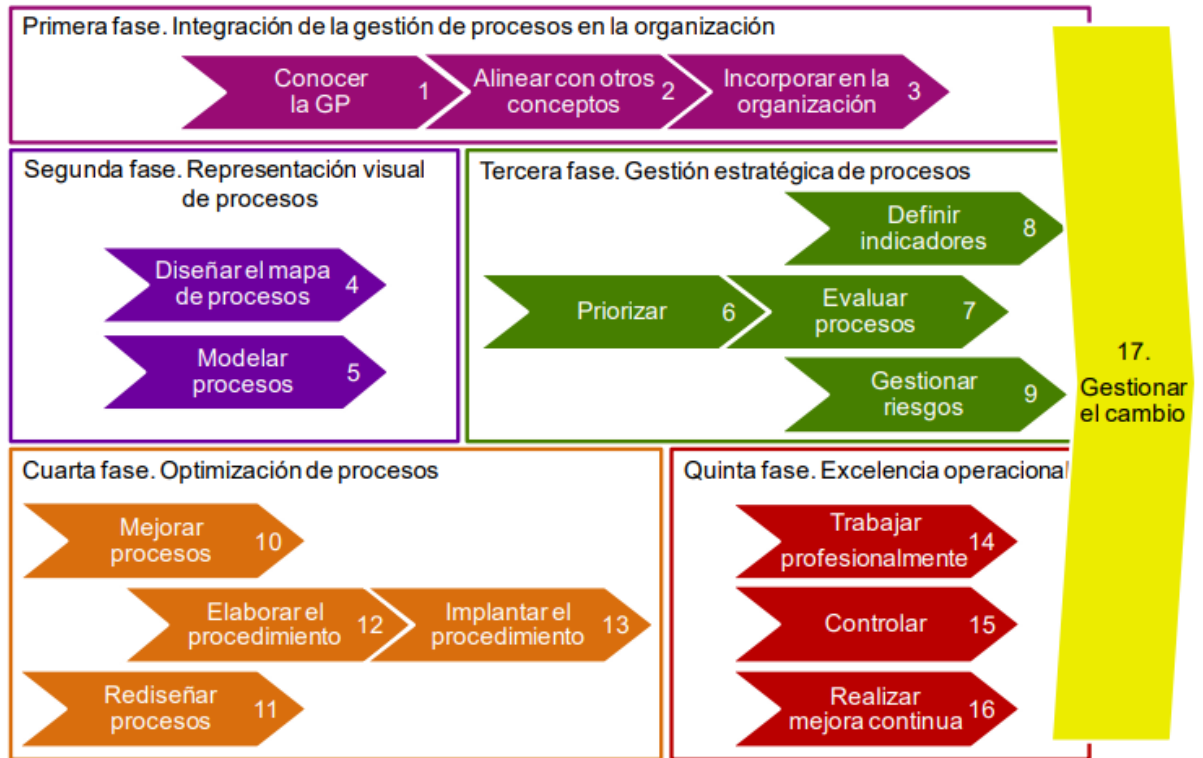 Primera fase. Integración de la gestión de procesos en la organización
Conocer
la GP
1
Alinear con otros
conceptos
2
Incorporar en la
organización
3
Segunda fase. Representación visual
de procesos
Diseñar el mapa
de procesos
4
Modelar
procesos
5
Tercera fase. Gestión estratégica de procesos
Definir
indicadores
8
Priorizar
6
Evaluar
procesos
7
Gestionar
riesgos
9
Cuarta fase. Optimización de procesos
Mejorar
procesos
10
Elaborar el
procedimiento
12
Implantar el
procedimiento
13
Rediseñar
procesos
11
Quinta fase. Excelencia operacional
Trabajar
profesionalmente
14
Controlar
15
Realizar
mejora continua
16
17.
Gestionar
el cambio